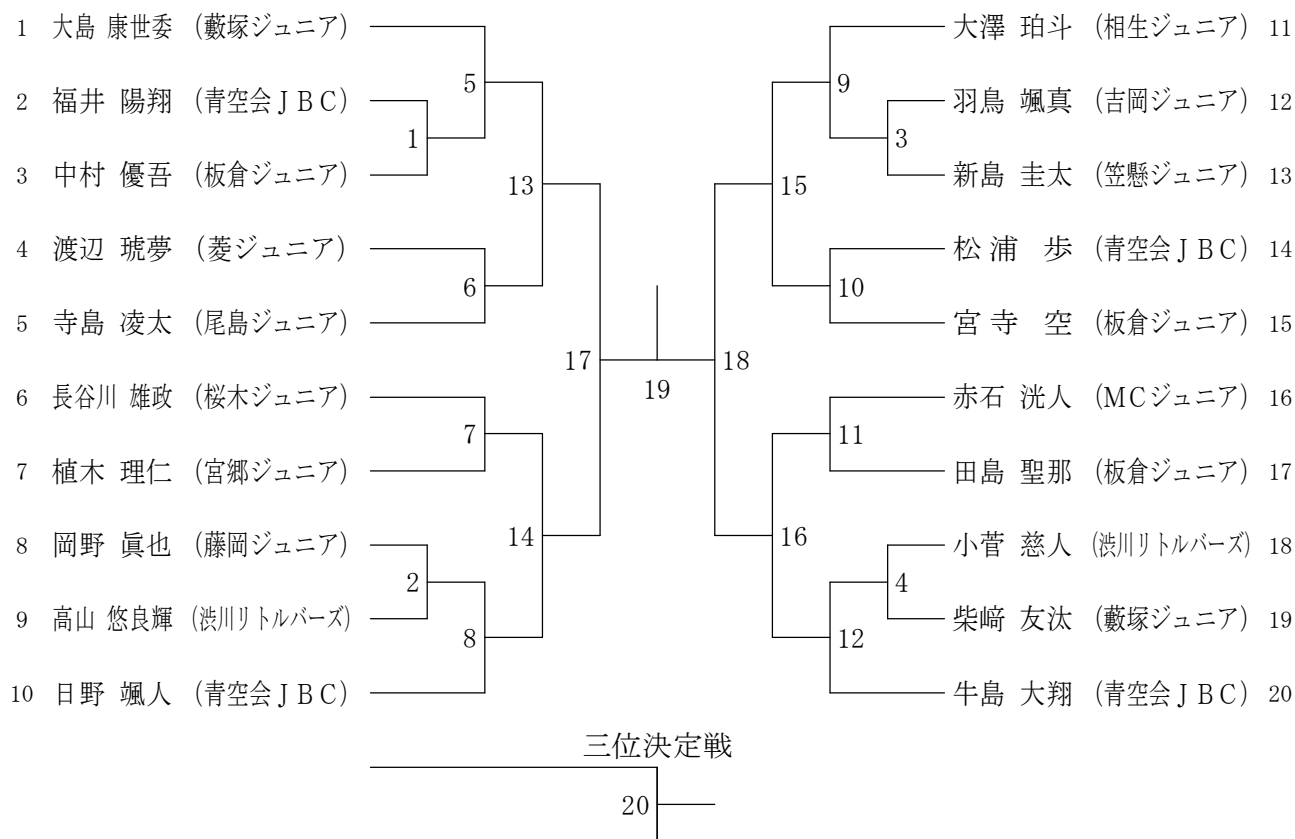 1 大島 康世委 (藪塚ジュニア)
2 福井 陽翔 (青空会ＪＢＣ)
3 中村 優吾 (板倉ジュニア)
4 渡辺 琥夢 (菱ジュニア)
5 寺島 凌太 (尾島ジュニア)
6 長谷川 雄政 (桜木ジュニア)
7 植木 理仁 (宮郷ジュニア)
8 岡野 眞也 (藤岡ジュニア)
9 高山 悠良輝 (渋川リトルバーズ)
10 日野 颯人 (青空会ＪＢＣ)
5
1
13
6
17
7
14
2
8
19
大澤 珀斗 (相生ジュニア) 11
羽鳥 颯真 (吉岡ジュニア) 12
新島 圭太 (笠懸ジュニア) 13
松浦 歩 (青空会ＪＢＣ) 14
宮寺 空 (板倉ジュニア) 15
赤石 洸人 (ＭＣジュニア) 16
田島 聖那 (板倉ジュニア) 17
小菅 慈人 (渋川リトルバーズ) 18
柴﨑 友汰 (藪塚ジュニア) 19
牛島 大翔 (青空会ＪＢＣ) 20
9
3
15
10
18
11
16
4
12
三位決定戦
20